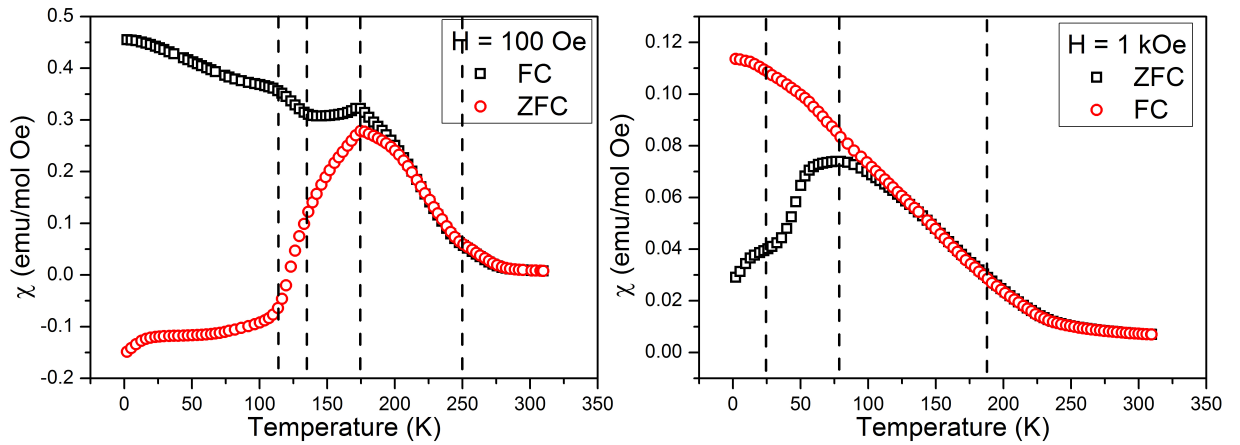 H = 100 Oe
FC
ZFC
χ (emu/mol Oe)
0.5
0.4
0.3
0.2
0.1
0.0
-0.1
-0.2
0 50 100 150 200 250 300 350
Temperature (K)
H = 1 kOe
ZFC
FC
χ (emu/mol Oe)
0.12
0.10
0.08
0.06
0.04
0.02
0.00
0 50 100 150 200 250 300 350
Temperature (K)